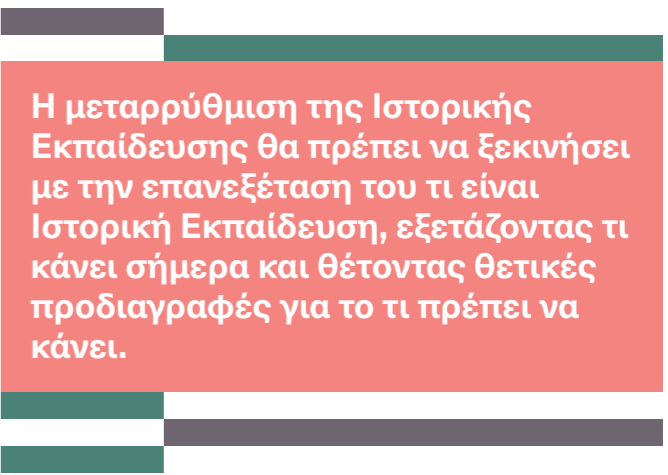 Η μεταρρύθμιση της Ιστορικής
Εκπαίδευσης θα πρέπει να ξεκινήσει
με την επανεξέταση του τι είναι
Ιστορική Εκπαίδευση, εξετάζοντας τι
κάνει σήμερα και θέτοντας θετικές
προδιαγραφές για το τι πρέπει να
κάνει.